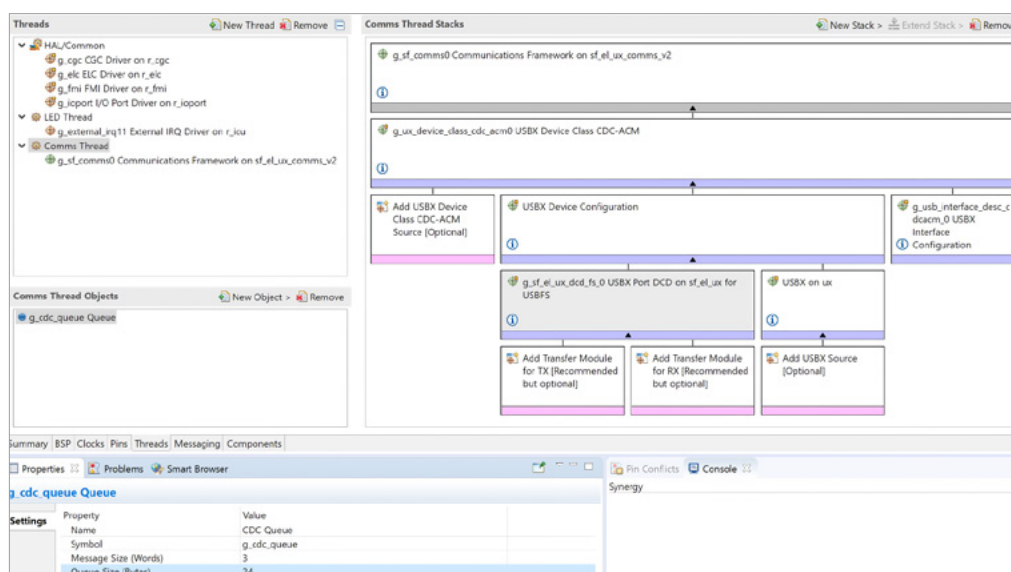 Threads
New Thread Remove
HAL/Common
g_cgc CGC Driver on r_cgc
g_elc ELC Driver on r_elc
g_fmi FMI Driver on r_fmi
g_ioport I/O Port Driver on r_ioport
LED Thread
g_external_irq11 External IRQ Driver on r_icu
Comms Thread
g_sf_comms0 Communications Framework on sf_el_ux_comms_v2
Comms Thread Objects
New Object > Remove
g_cdc_queue Queue
Comms Thread Stacks
New Stack > Extend Stack > Remov
g_sf_comms0 Communications Framework on sf_el_ux_comms_v2
g_ux_device_class_cdc_acm0 USBX Device Class CDC-ACM
Add USBX Device
Class CDC-ACM
Source [Optional]
USBX Device Configuration
g_usb_interface_desc_c
dcacm_0 USBX
Interface
Configuration
g_sf_el_ux_dcd_fs_0 USBX Port DCD on sf_el_ux for
USBFS
USBX on ux
Add Transfer Module
for TX [Recommended
but optional]
Add Transfer Module
for RX [Recommended
but optional]
Add USBX Source
[Optional]
Summary BSP Clocks Pins Threads Messaging Components
Properties Problems Smart Browser
g_cdc_queue Queue
Settings
Property Value
Name CDC Queue
Symbol g_cdc_queue
Message Size (Words) 3
Queue Size (Bytes) 24
Pin Conflicts Console
Synergy